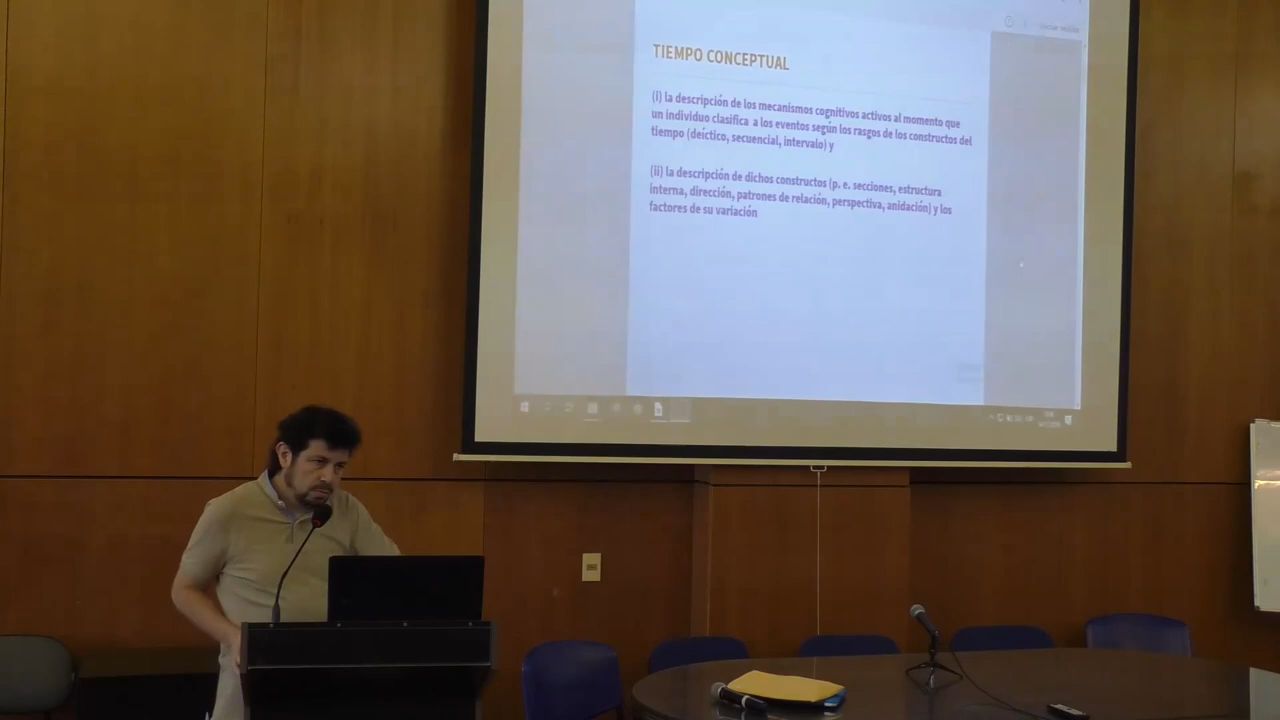 TIEMPO CONCEPTUAL
(i) la descripción de los mecanismos cognitivos activos al momento que
un individuo clasifica a los eventos según los rasgos de los constructos del
tiempo (deíctico, secuencial, intervalo) y
(ii) la descripción de dichos constructos (p. e. secciones, estructura
interna, dirección, patrones de relación, perspectiva, anidación) y los
factores de su variación